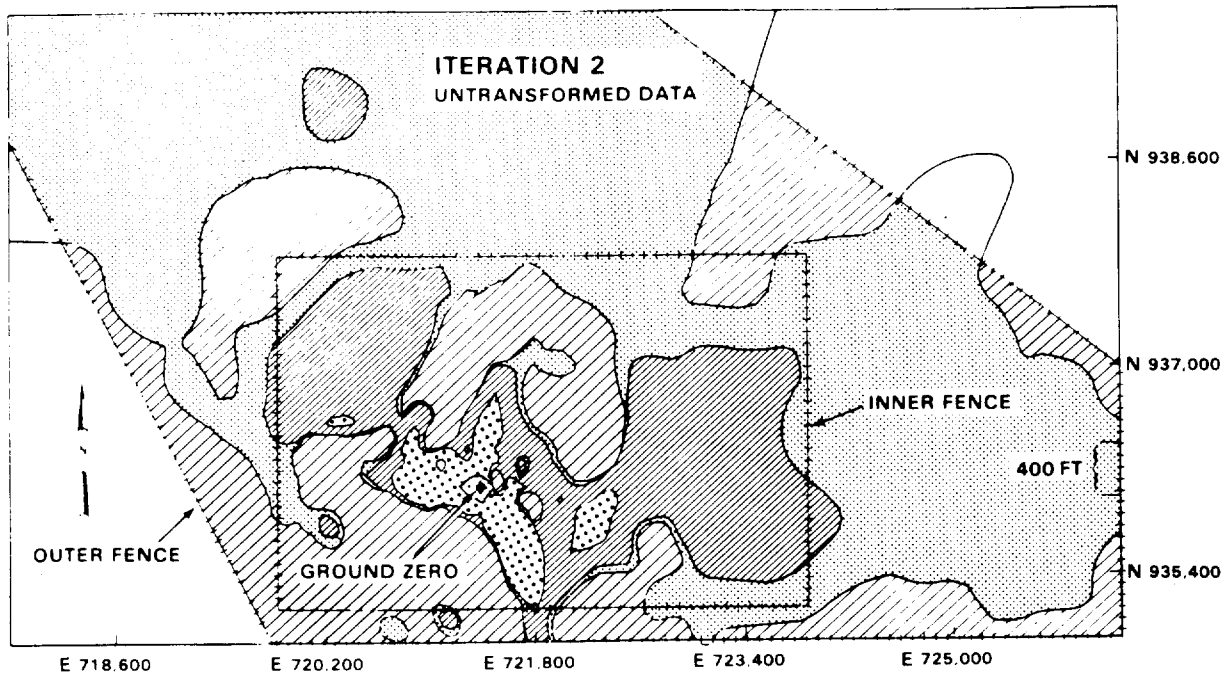 ITERATION 2
UNTRANSFORMED DATA
N 938.600
N 937.000
INNER FENCE
400 FT
OUTER FENCE
GROUND ZERO
N 935.400
E 718.600
E 720.200
E 721.800
E 723.400
E 725.000